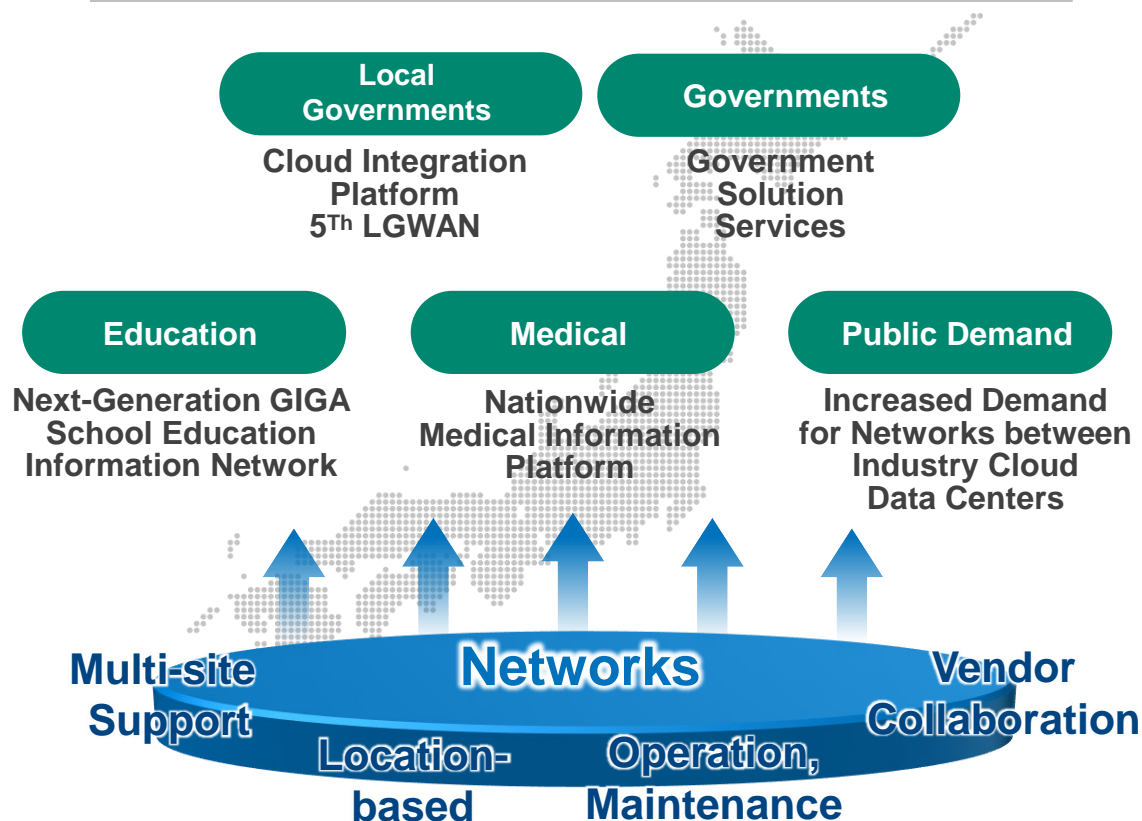 Local
Governments
Governments
Cloud Integration
Platform
5Th LGWAN
Government
Solution
Services
Education
Medical
Public Demand
Next-Generation GIGA
School Education
Information Network
Nationwide
Medical Information
Platform
Increased Demand
for Networks between
Industry Cloud
Data Centers
Networks
Multi-site
Support
Vendor
Collaboration
Location-
based
Operation,
Maintenance